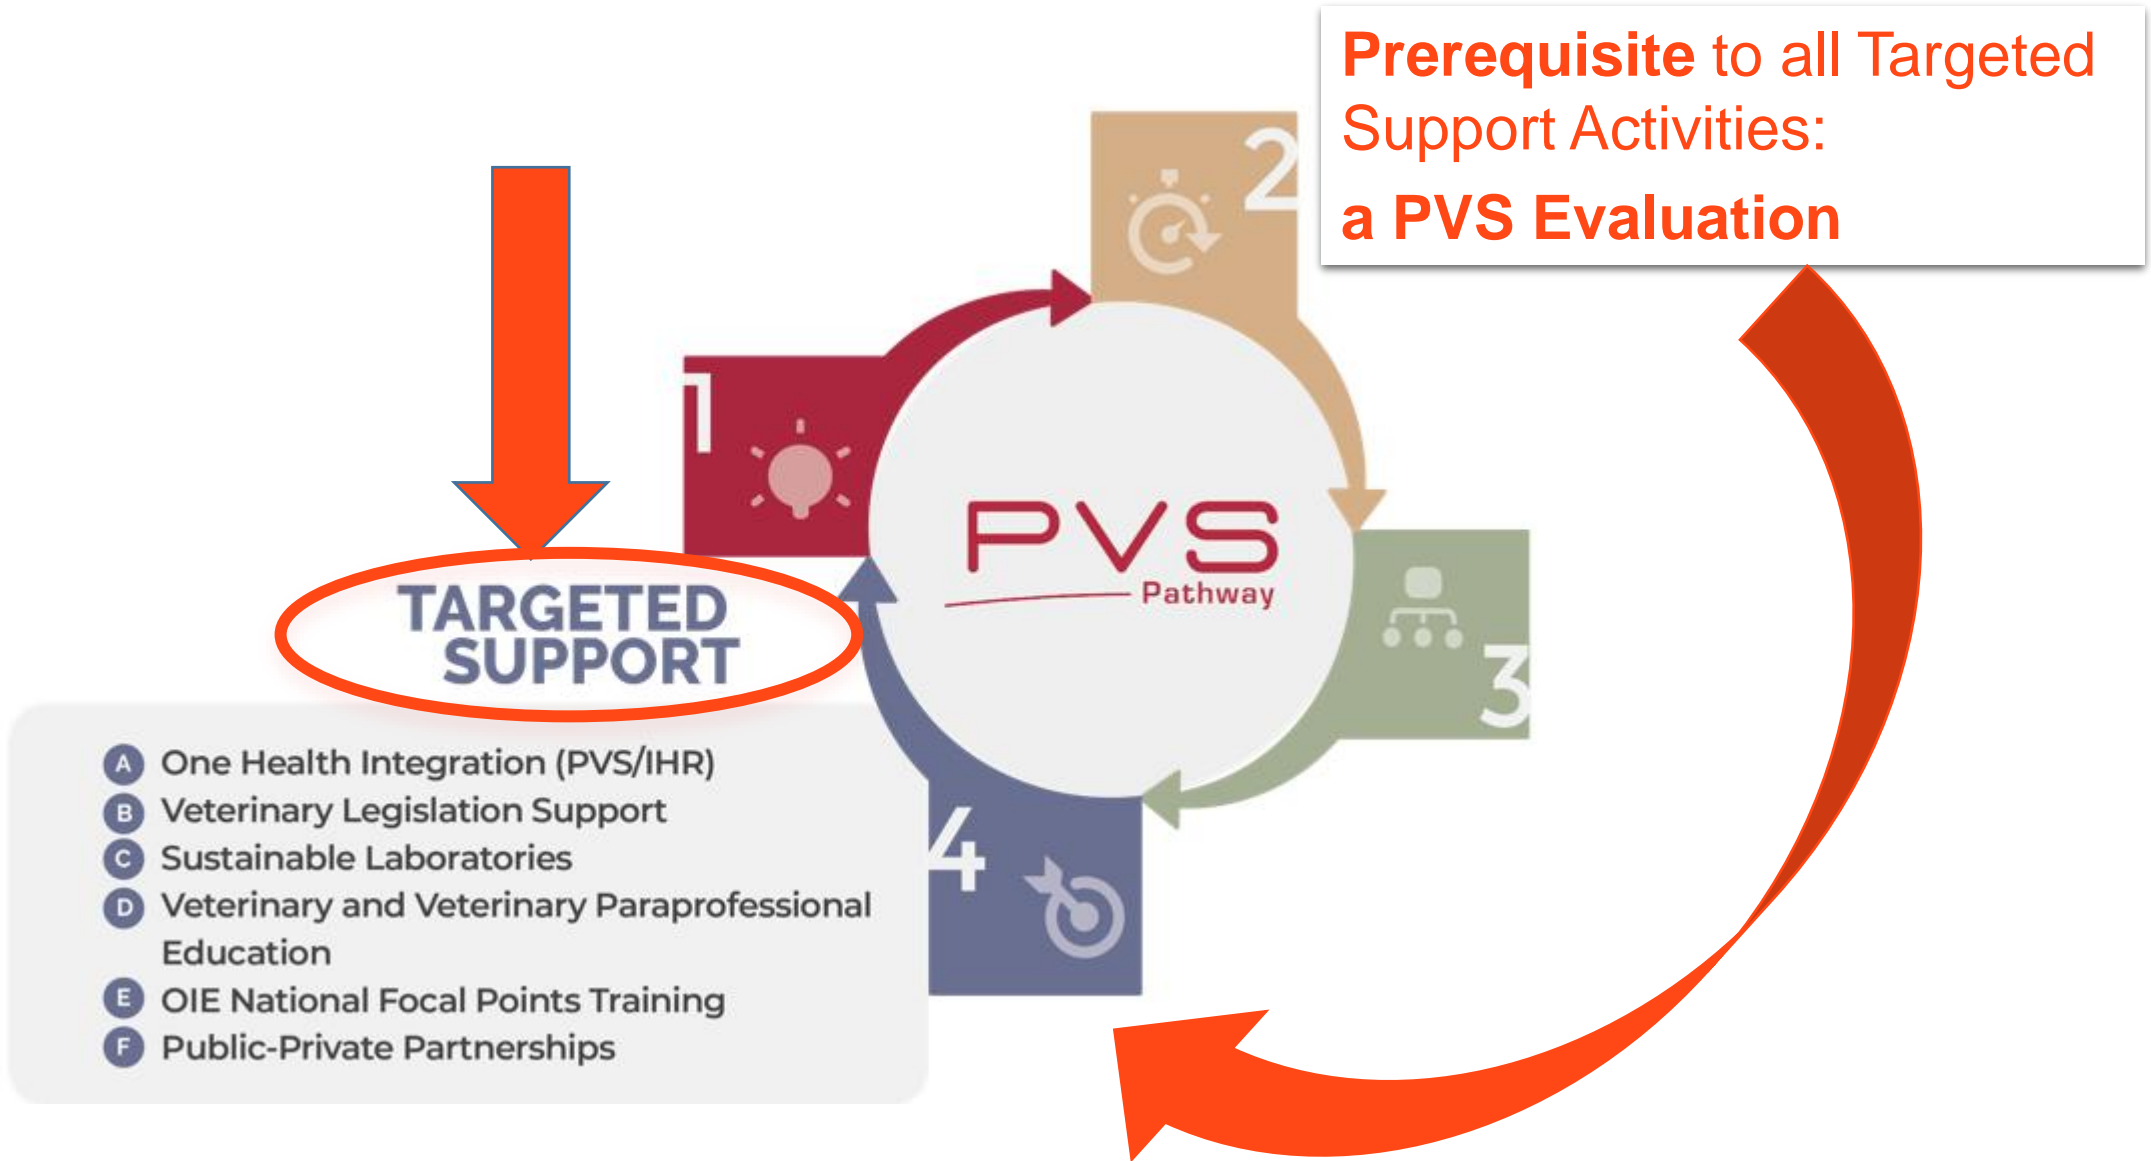 Prerequisite to all Targeted
Support Activities:
a PVS Evaluation
2
1
PVS
Pathway
3
TARGETED
SUPPORT
4
A One Health Integration (PVS/IHR)
B Veterinary Legislation Support
C Sustainable Laboratories
D Veterinary and Veterinary Paraprofessional
Education
E OIE National Focal Points Training
F Public-Private Partnerships